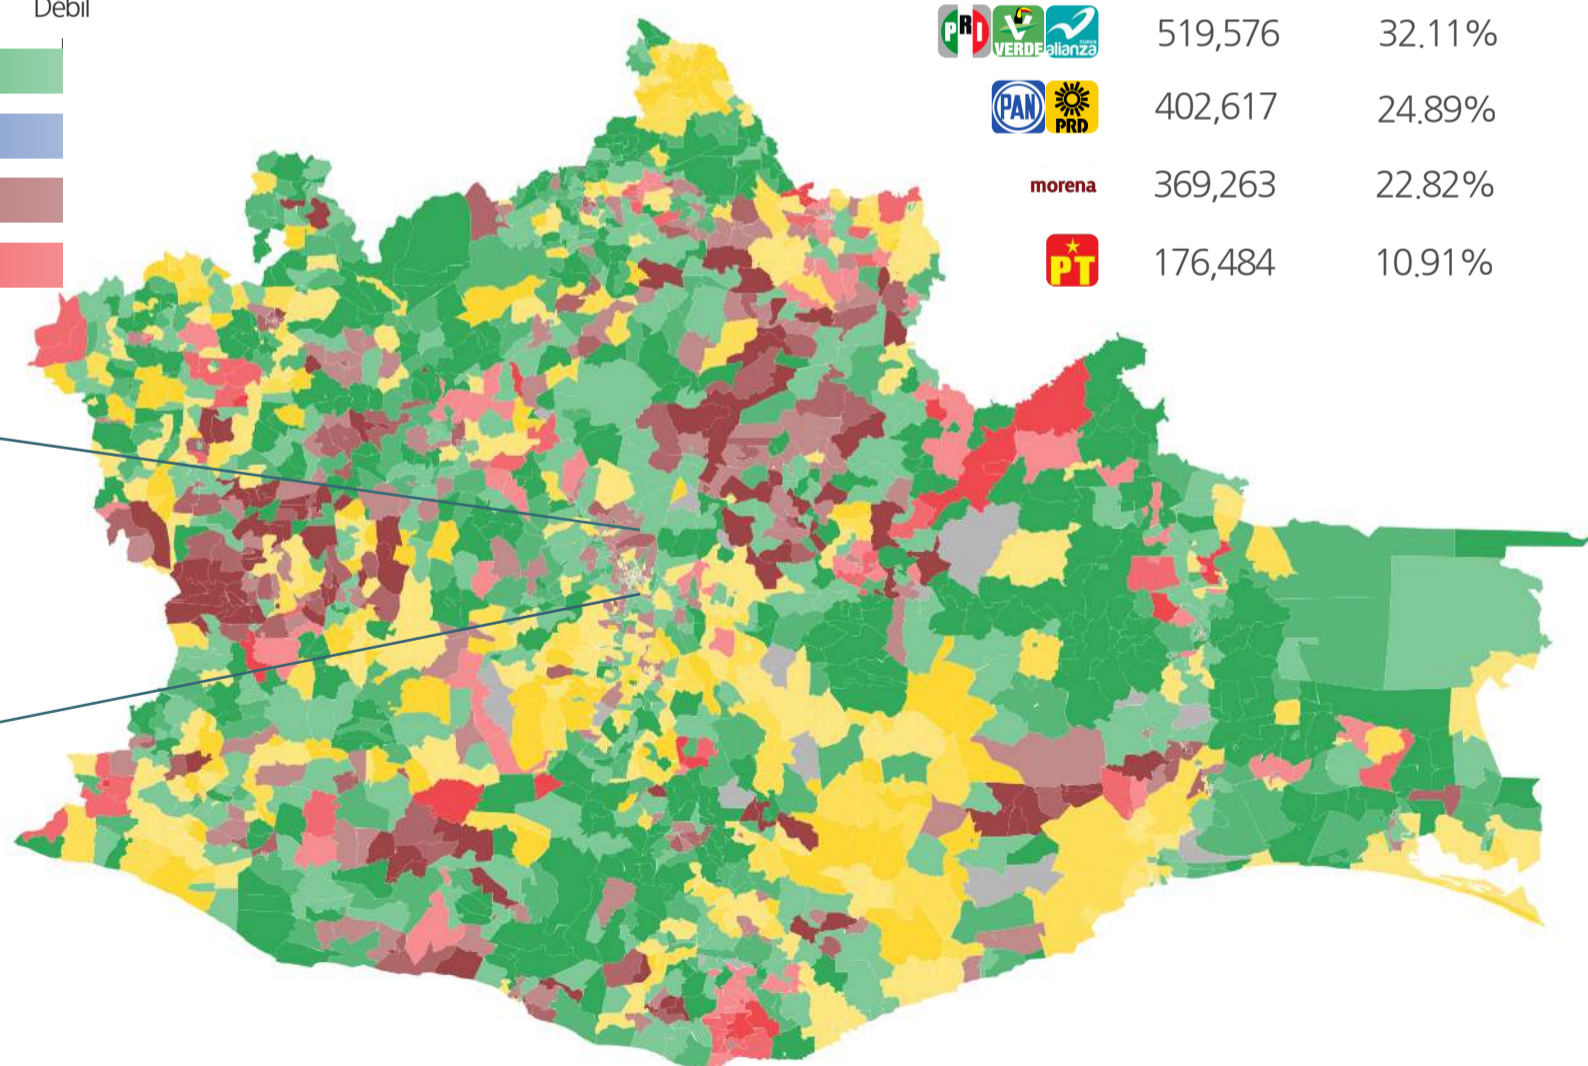 Débil
PRI VERDE nueva alianza 519,576 32.11%
PAN PRD 402,617 24.89%
morena 369,263 22.82%
PT 176,484 10.91%